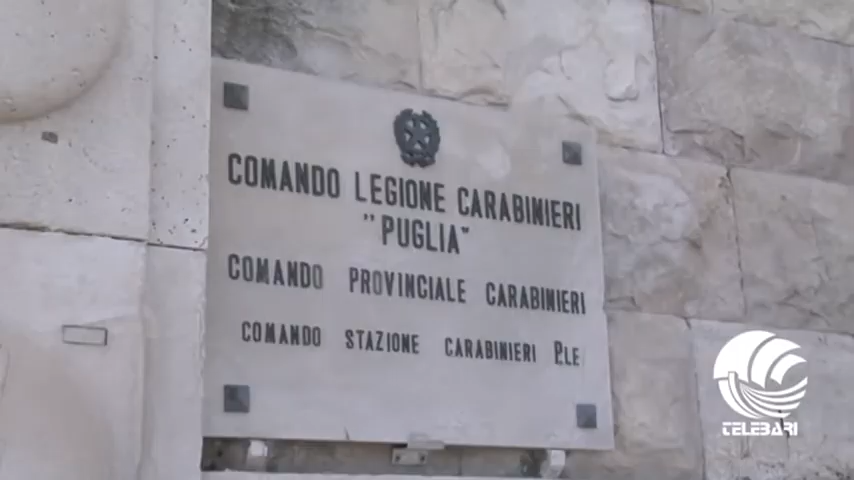 COMANDO LEGIONE CARABINIERI
"PUGLIA"
COMANDO PROVINCIALE CARABINIERI
COMANDO STAZIONE CARABINIERI P.LE
TELEBARI